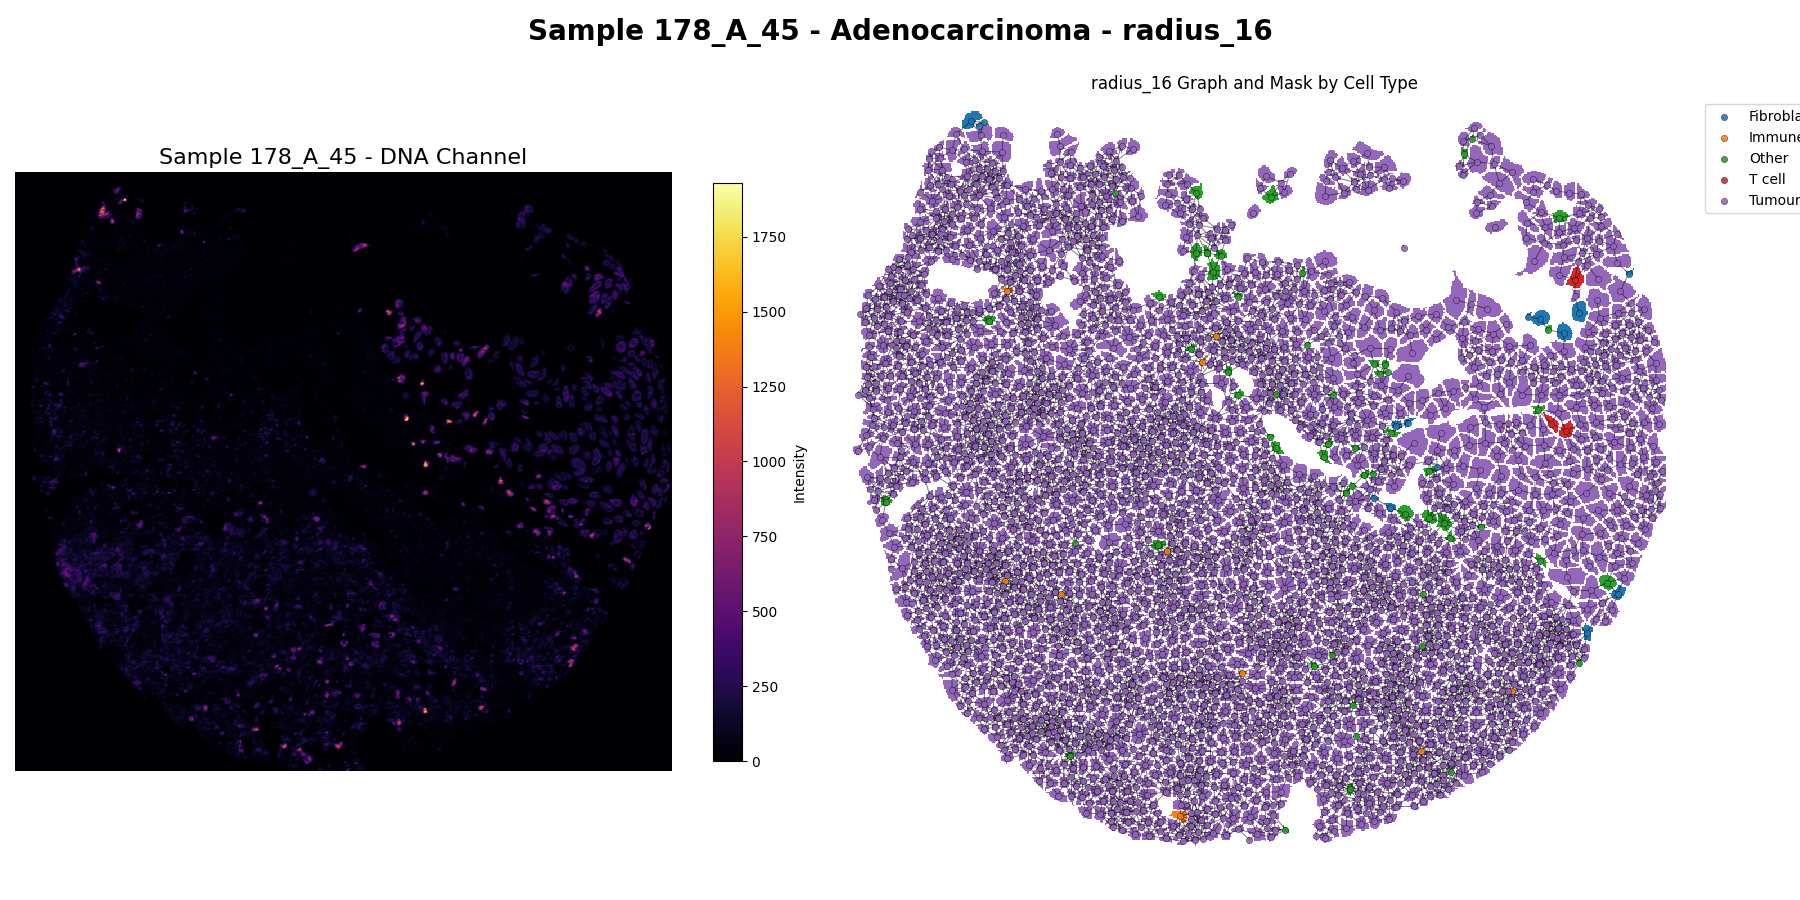 Sample 178_A_45 - Adenocarcinoma - radius_16
radius_16 Graph and Mask by Cell Type
Sample 178_A_45 - DNA Channel
1750
1500
1250
1000
750
500
250
0
Intensity
Fibrobla
Immune
Other
T cell
Tumour